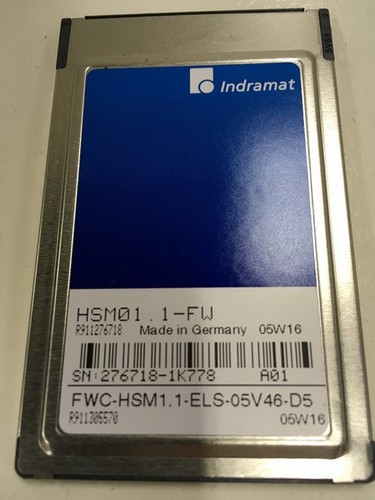 Indramat
HSM01.1-FW
R911276718 Made in Germany 05W16
SN:276718-1K778 A01
FWC-HSM1.1-ELS-05V46-D5
R911305570 05W16